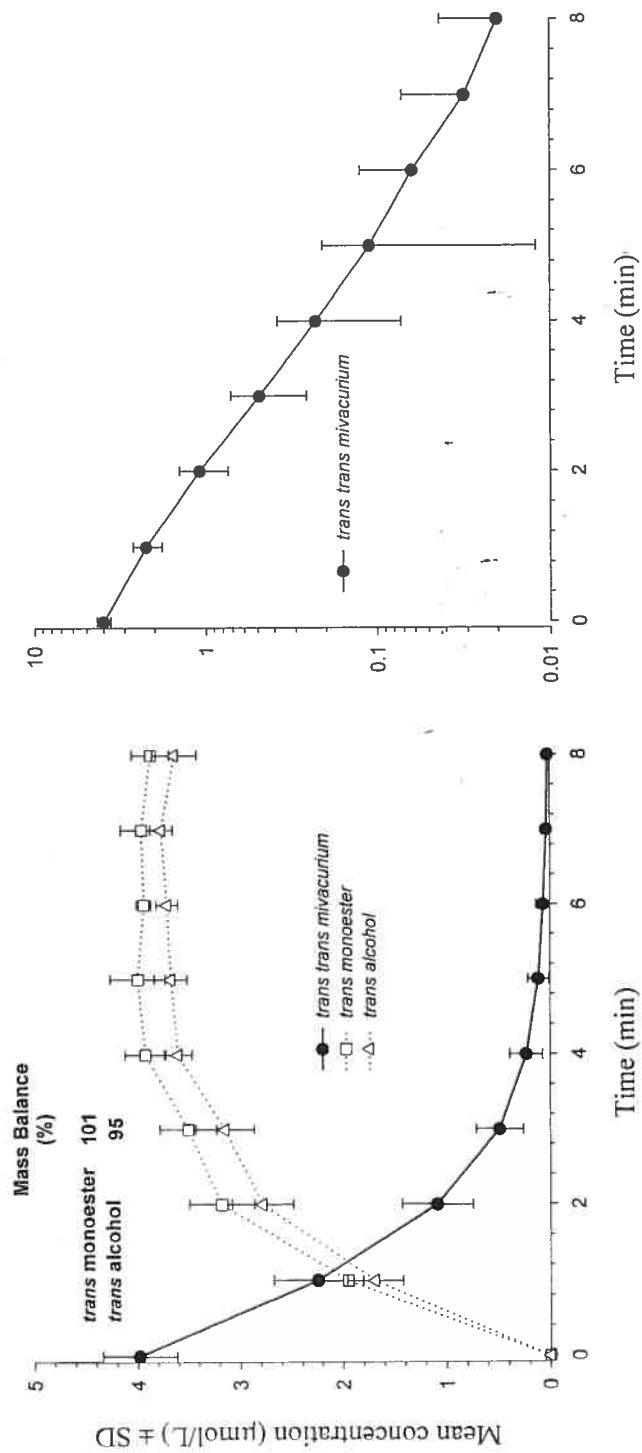 Mean concentration (µmol/L) ± SD
5
4
3
2
1
0
Mass Balance
(%)
trans monoester 101
trans alcohol 95
trans trans mivacurium
trans monoester
trans alcohol
0
2
4
6
8
Time (min)
10
1
0.1
0.01
trans trans mivacurium
0
2
4
6
8
Time (min)